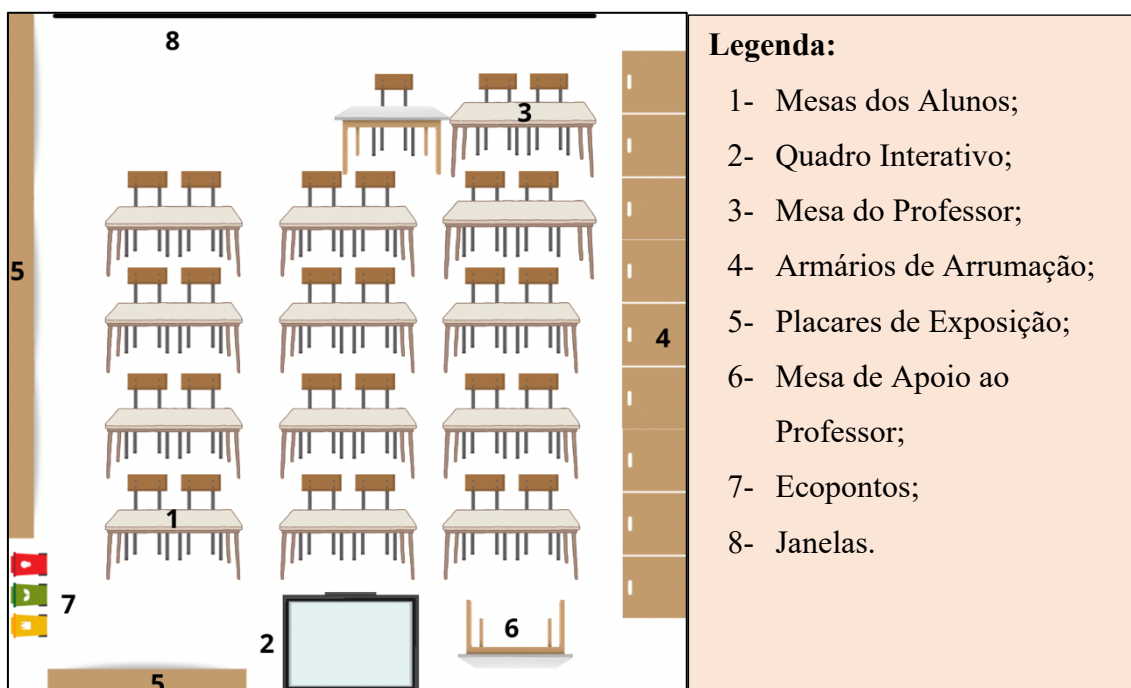 8
3
5
4
1
7
2
6
5
Legenda:
1- Mesas dos Alunos;
2- Quadro Interativo;
3- Mesa do Professor;
4- Armários de Arrumação;
5- Placares de Exposição;
6- Mesa de Apoio ao
Professor;
7- Ecopontos;
8- Janelas.